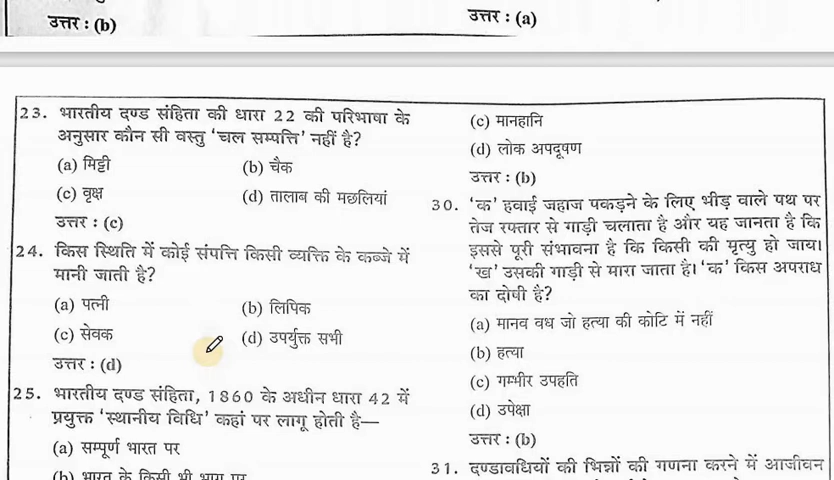 उत्तर : (b)
उत्तर : (a)
23. भारतीय दण्ड संहिता की धारा 22 की परिभाषा के
अनुसार कौन सी वस्तु ‘चल सम्पत्ति’ नहीं है?
(a) मिट्टी (b) चैक
(c) वृक्ष (d) तालाब की मछलियां
उत्तर : (c)
24. किस स्थिति में कोई संपत्ति किसी व्यक्ति के कब्जे में
मानी जाती है?
(a) पत्नी (b) लिपिक
(c) सेवक (d) उपर्युक्त सभी
उत्तर : (d)
25. भारतीय दण्ड संहिता, 1860 के अधीन धारा 42 में
प्रयुक्त ‘स्थानीय विधि’ कहां पर लागू होती है—
(a) सम्पूर्ण भारत पर
(b) भारत के किसी भी भाग पर
(c) मानहानि
(d) लोक अपदूषण
उत्तर : (b)
30. ‘क’ हवाई जहाज पकड़ने के लिए भीड़ वाले पथ पर
तेज रफ्तार से गाड़ी चलाता है और यह जानता है कि
इससे पूरी संभावना है कि किसी की मृत्यु हो जाय।
‘ख’ उसकी गाड़ी से मारा जाता है। ‘क’ किस अपराध
का दोषी है?
(a) मानव वध जो हत्या की कोटि में नहीं
(b) हत्या
(c) गम्भीर उपहति
(d) उपेक्षा
उत्तर : (b)
31. दण्डावधियों की भिन्नों की गणना करने में आजीवन